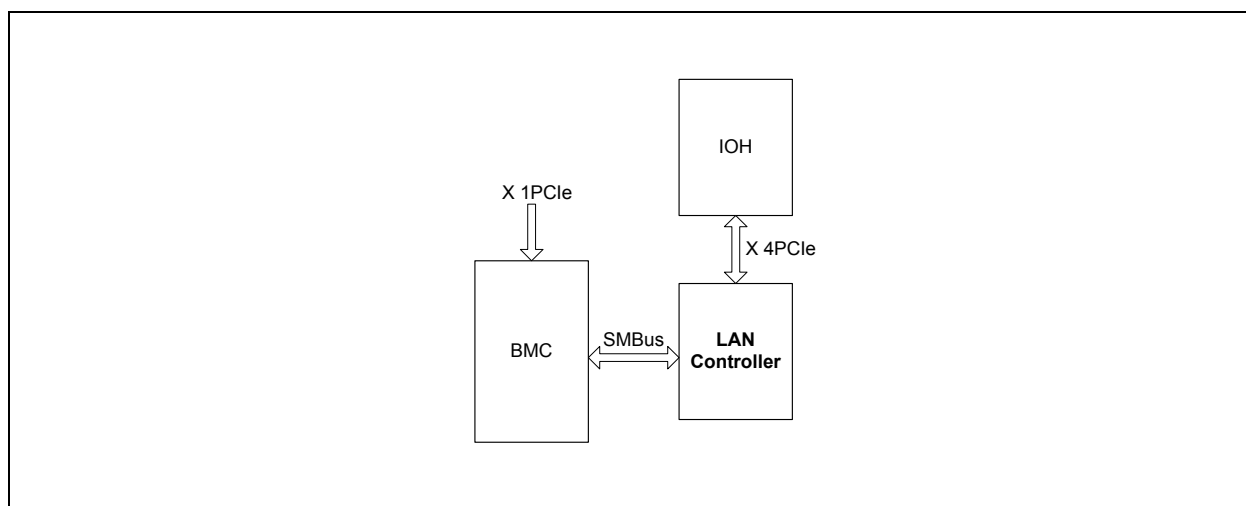 IOH
X 1PCIe
X 4PCIe
SMBus
BMC
LAN
Controller